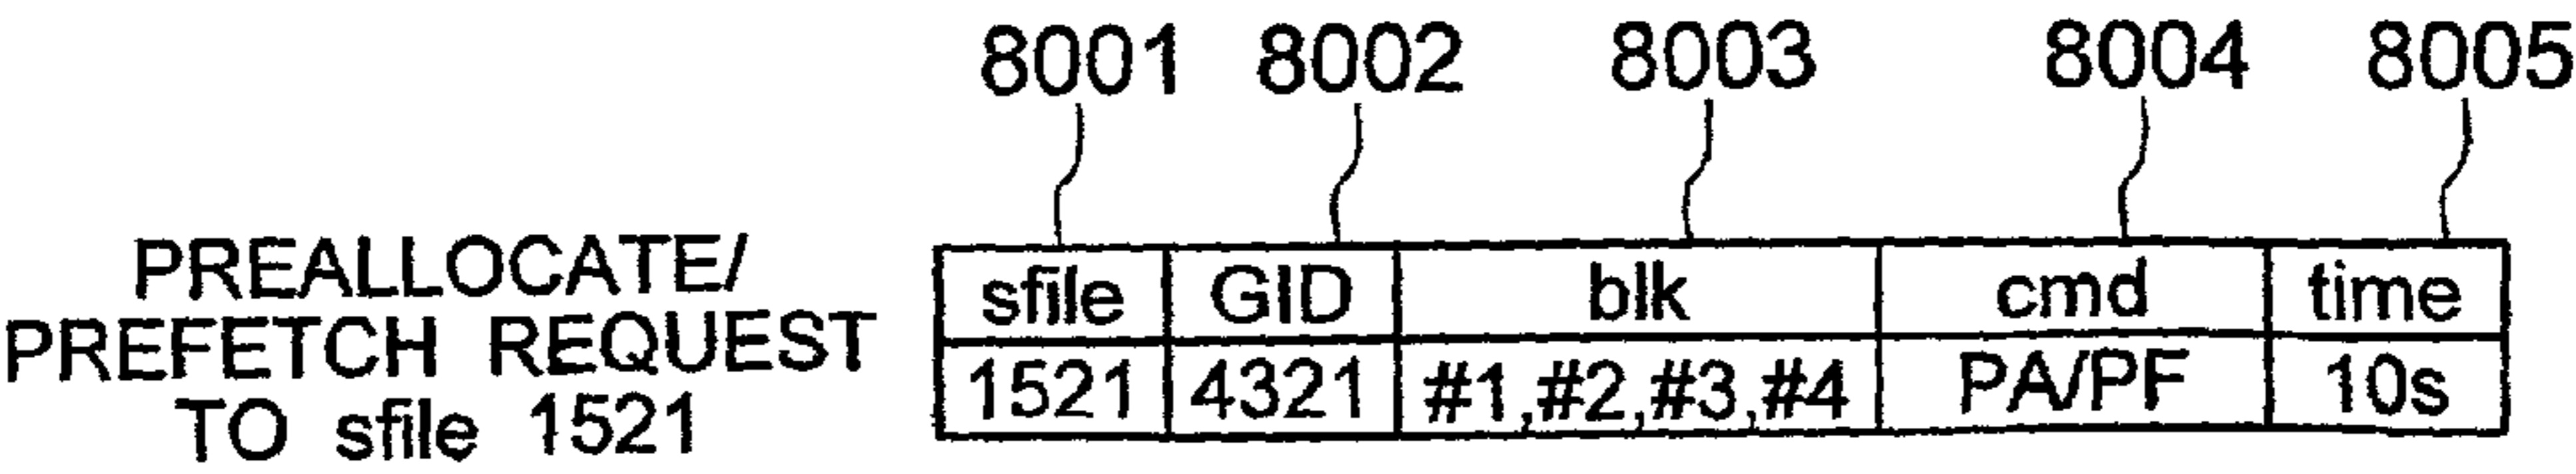 8001 8002 8003 8004 8005
PREALLOCATE/
PREFETCH REQUEST
TO sfile 1521
sfile GID blk cmd time
1521 4321 #1,#2,#3,#4 PA/PF 10s